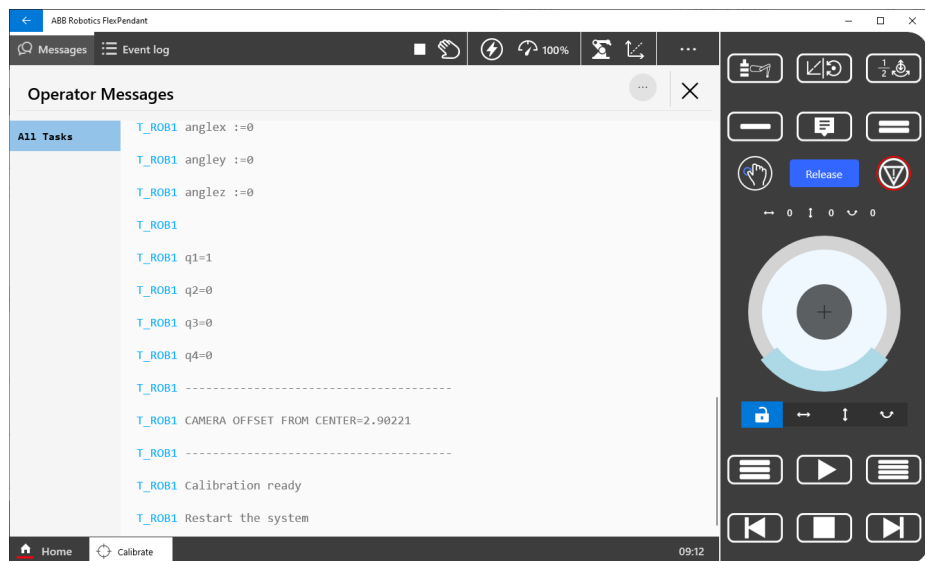 ABB Robotics FlexPendant
Messages
Event log
100%
...
Operator Messages
...
All Tasks
T_ROB1 anglex :=0
T_ROB1 angley :=0
T_ROB1 anglez :=0
T_ROB1
T_ROB1 q1=1
T_ROB1 q2=0
T_ROB1 q3=0
T_ROB1 q4=0
T_ROB1 ---------------------------------------
T_ROB1 CAMERA OFFSET FROM CENTER=2.90221
T_ROB1 ---------------------------------------
T_ROB1 Calibration ready
T_ROB1 Restart the system
Home
Calibrate
09:12
1
2
Release
0
0
0